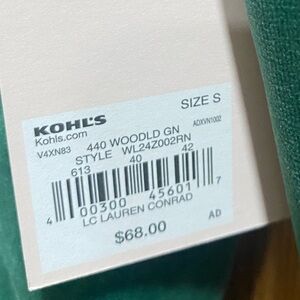 SIZE S
KOHL'S
Kohls.com
V4XN83 440 WOODLD GN ADXVN1002
STYLE WL24Z002RN
613 40 42
4 00300 45601 7
LC LAUREN CONRAD
$68.00 AD